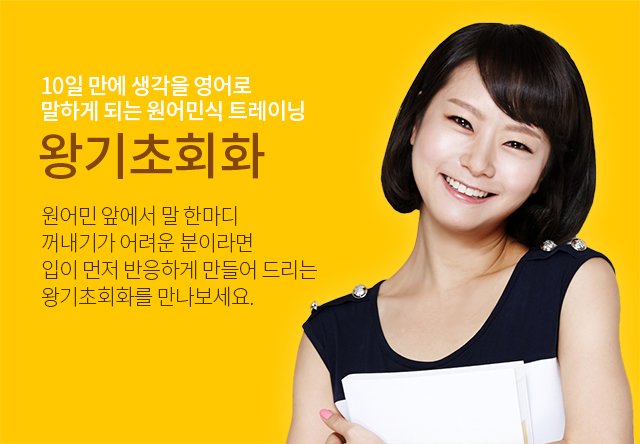 10일 만에 생각을 영어로
말하게 되는 원어민식 트레이닝
왕기초회화
원어민 앞에서 말 한마디
꺼내기가 어려운 분이라면
입이 먼저 반응하게 만들어 드리는
왕기초회화를 만나보세요.